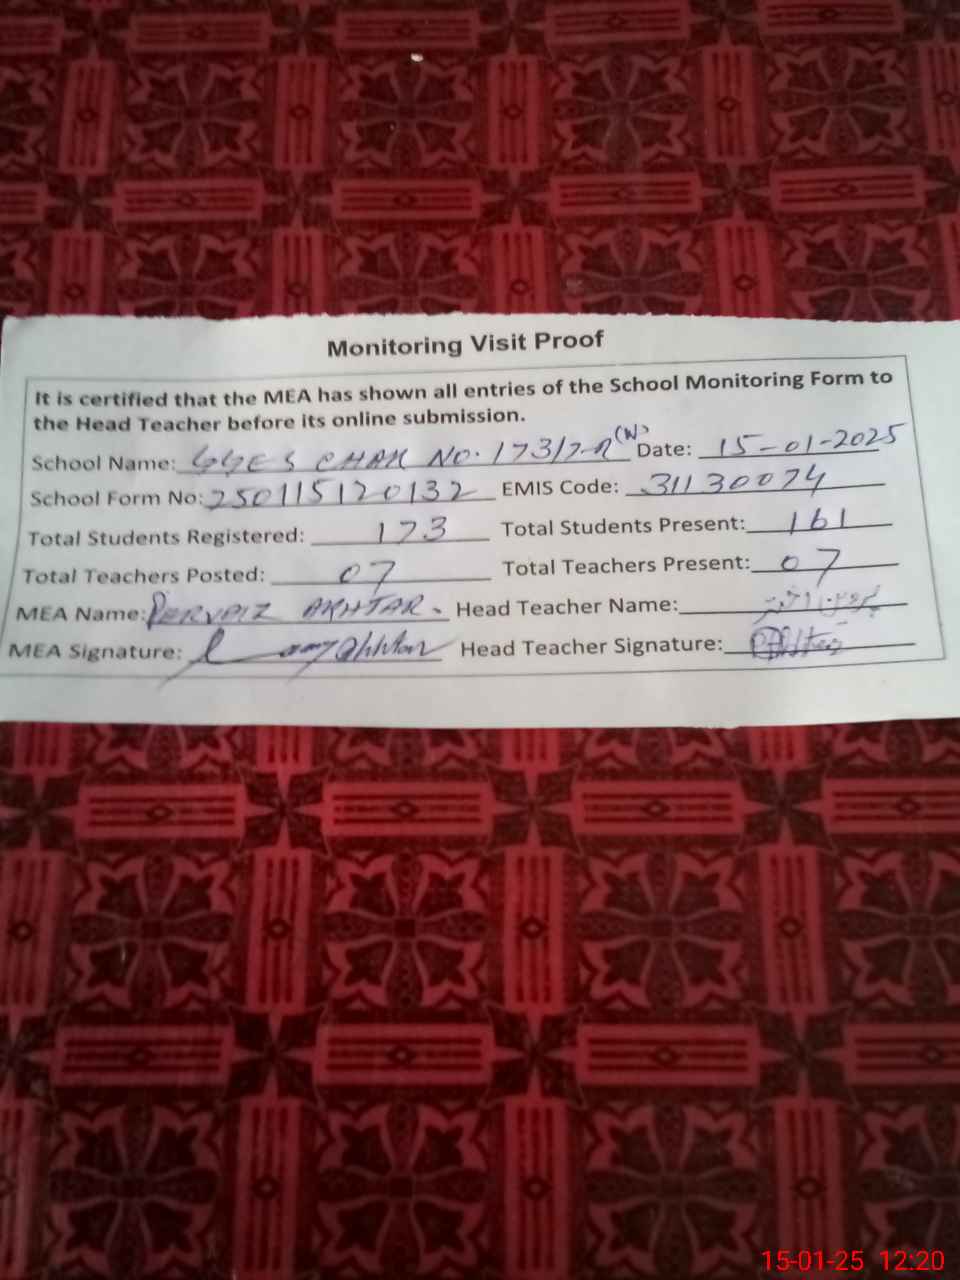 Monitoring Visit Proof
It is certified that the MEA has shown all entries of the School Monitoring Form to
the Head Teacher before its online submission.
School Name: GGES CHAK NO. 173/7-R (W) Date: 15-01-2025
School Form No: 250115120132 EMIS Code: 31130074
Total Students Registered: 173 Total Students Present: 161
Total Teachers Posted: 07 Total Teachers Present: 07
MEA Name: PERVAIZ AKHTAR. Head Teacher Name: پروین اختر
MEA Signature: Head Teacher Signature:
15-01-25 12:20